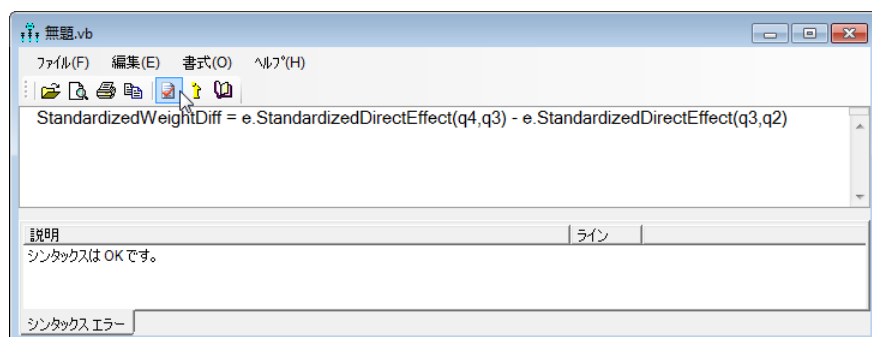 無題.vb
ファイル(F) 編集(E) 書式(O) ヘルプ(H)
StandardizedWeightDiff = e.StandardizedDirectEffect(q4,q3) - e.StandardizedDirectEffect(q3,q2)
説明 ライン
シンタックスは OK です。
シンタックス エラー